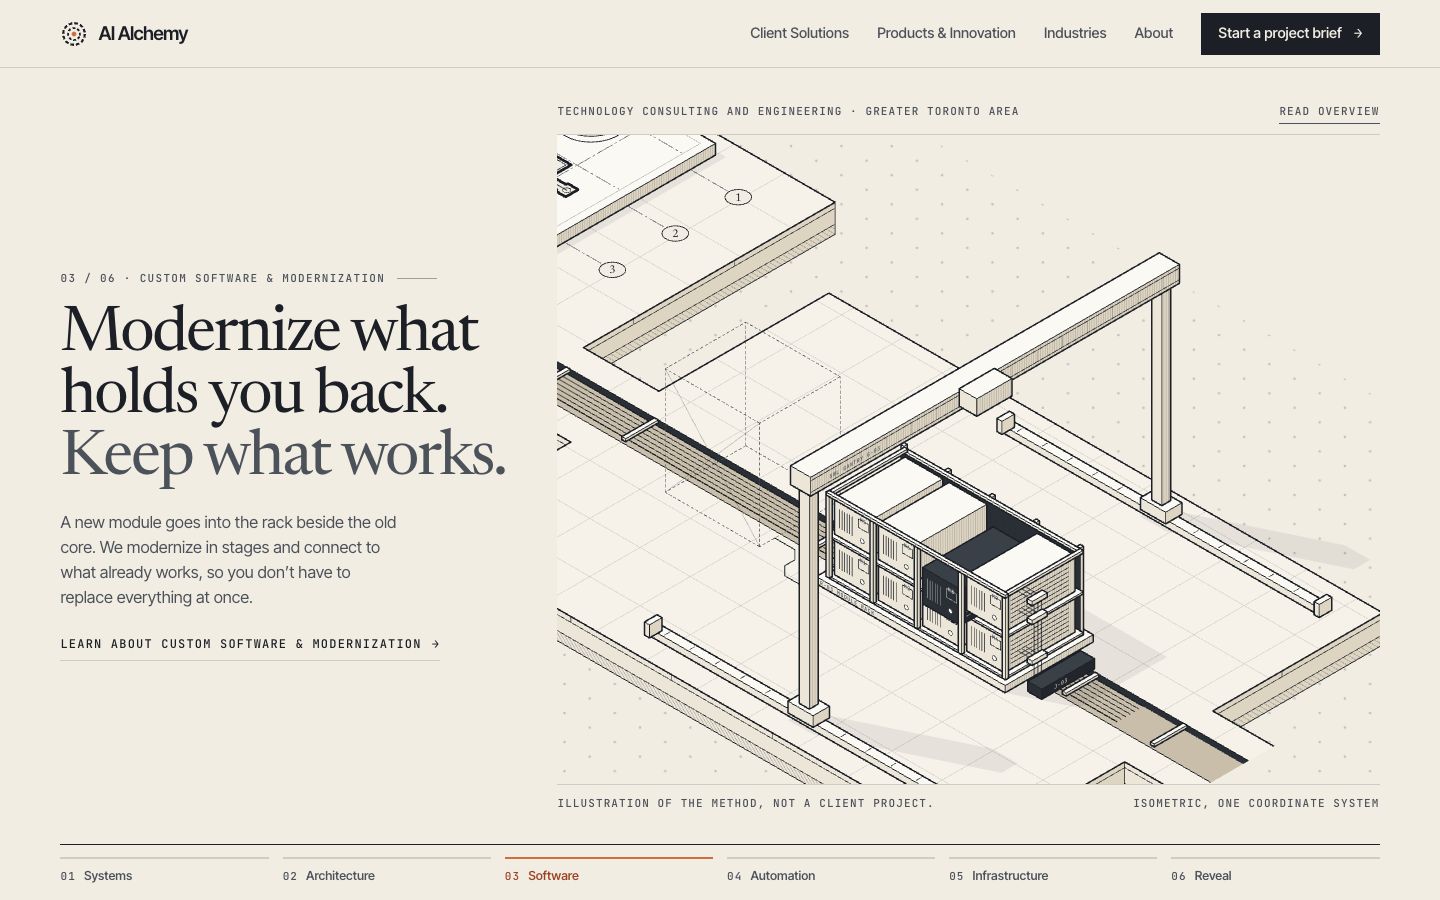 AI Alchemy
Client Solutions
Products & Innovation
Industries
About
Start a project brief →
TECHNOLOGY CONSULTING AND ENGINEERING · GREATER TORONTO AREA
READ OVERVIEW
1
2
3
03 / 06 · CUSTOM SOFTWARE & MODERNIZATION
Modernize what
holds you back.
Keep what works.
A new module goes into the rack beside the old
core. We modernize in stages and connect to
what already works, so you don’t have to
replace everything at once.
LEARN ABOUT CUSTOM SOFTWARE & MODERNIZATION →
ILLUSTRATION OF THE METHOD, NOT A CLIENT PROJECT.
ISOMETRIC, ONE COORDINATE SYSTEM
01 Systems
02 Architecture
03 Software
04 Automation
05 Infrastructure
06 Reveal